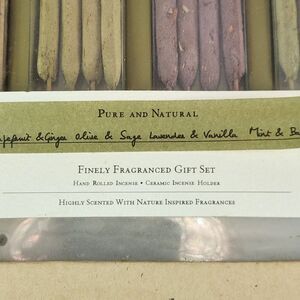 PURE AND NATURAL
& Ginger Olive & Sage Lavender & Vanilla Mint &
FINELY FRAGRANCED GIFT SET
HAND ROLLED INCENSE • CERAMIC INCENSE HOLDER
HIGHLY SCENTED WITH NATURE INSPIRED FRAGRANCES